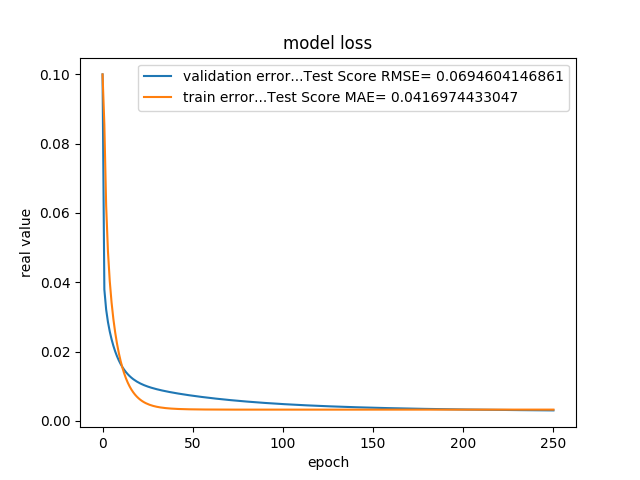 model loss
validation error...Test Score RMSE= 0.0694604146861
train error...Test Score MAE= 0.0416974433047
0.10
0.08
0.06
0.04
0.02
0.00
real value
0 50 100 150 200 250
epoch